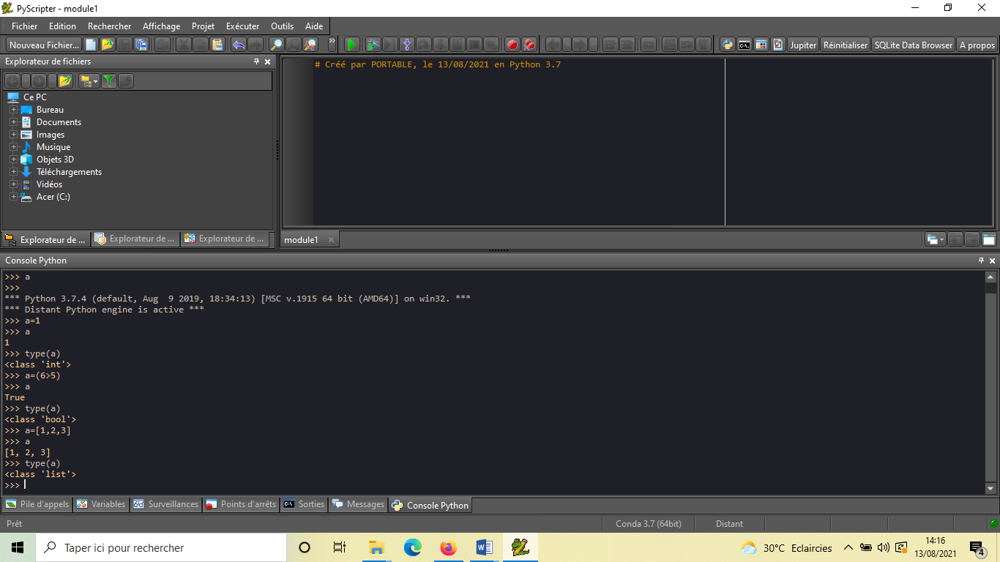 PyScripter - module1
Fichier Edition Rechercher Affichage Projet Exécuter Outils Aide
Nouveau Fichier... » Jupiter Réinitialiser SQLite Data Browser A propos
Explorateur de fichiers
Ce PC
Bureau
Documents
Images
Musique
Objets 3D
Téléchargements
Vidéos
Acer (C:)
Explorateur de ... Explorateur de ... Explorateur de ...
# Créé par PORTABLE, le 13/08/2021 en Python 3.7
module1
Console Python
>>> a
>>>
*** Python 3.7.4 (default, Aug  9 2019, 18:34:13) [MSC v.1915 64 bit (AMD64)] on win32. ***
*** Distant Python engine is active ***
>>> a=1
>>> a
1
>>> type(a)
<class 'int'>
>>> a=(6>5)
>>> a
True
>>> type(a)
<class 'bool'>
>>> a=[1,2,3]
>>> a
[1, 2, 3]
>>> type(a)
<class 'list'>
>>>
Pile d'appels Variables Surveillances Points d'arrêts Sorties Messages Console Python
Prêt Conda 3.7 (64bit) Distant
Taper ici pour rechercher 30°C Eclaircies 14:16
13/08/2021 4